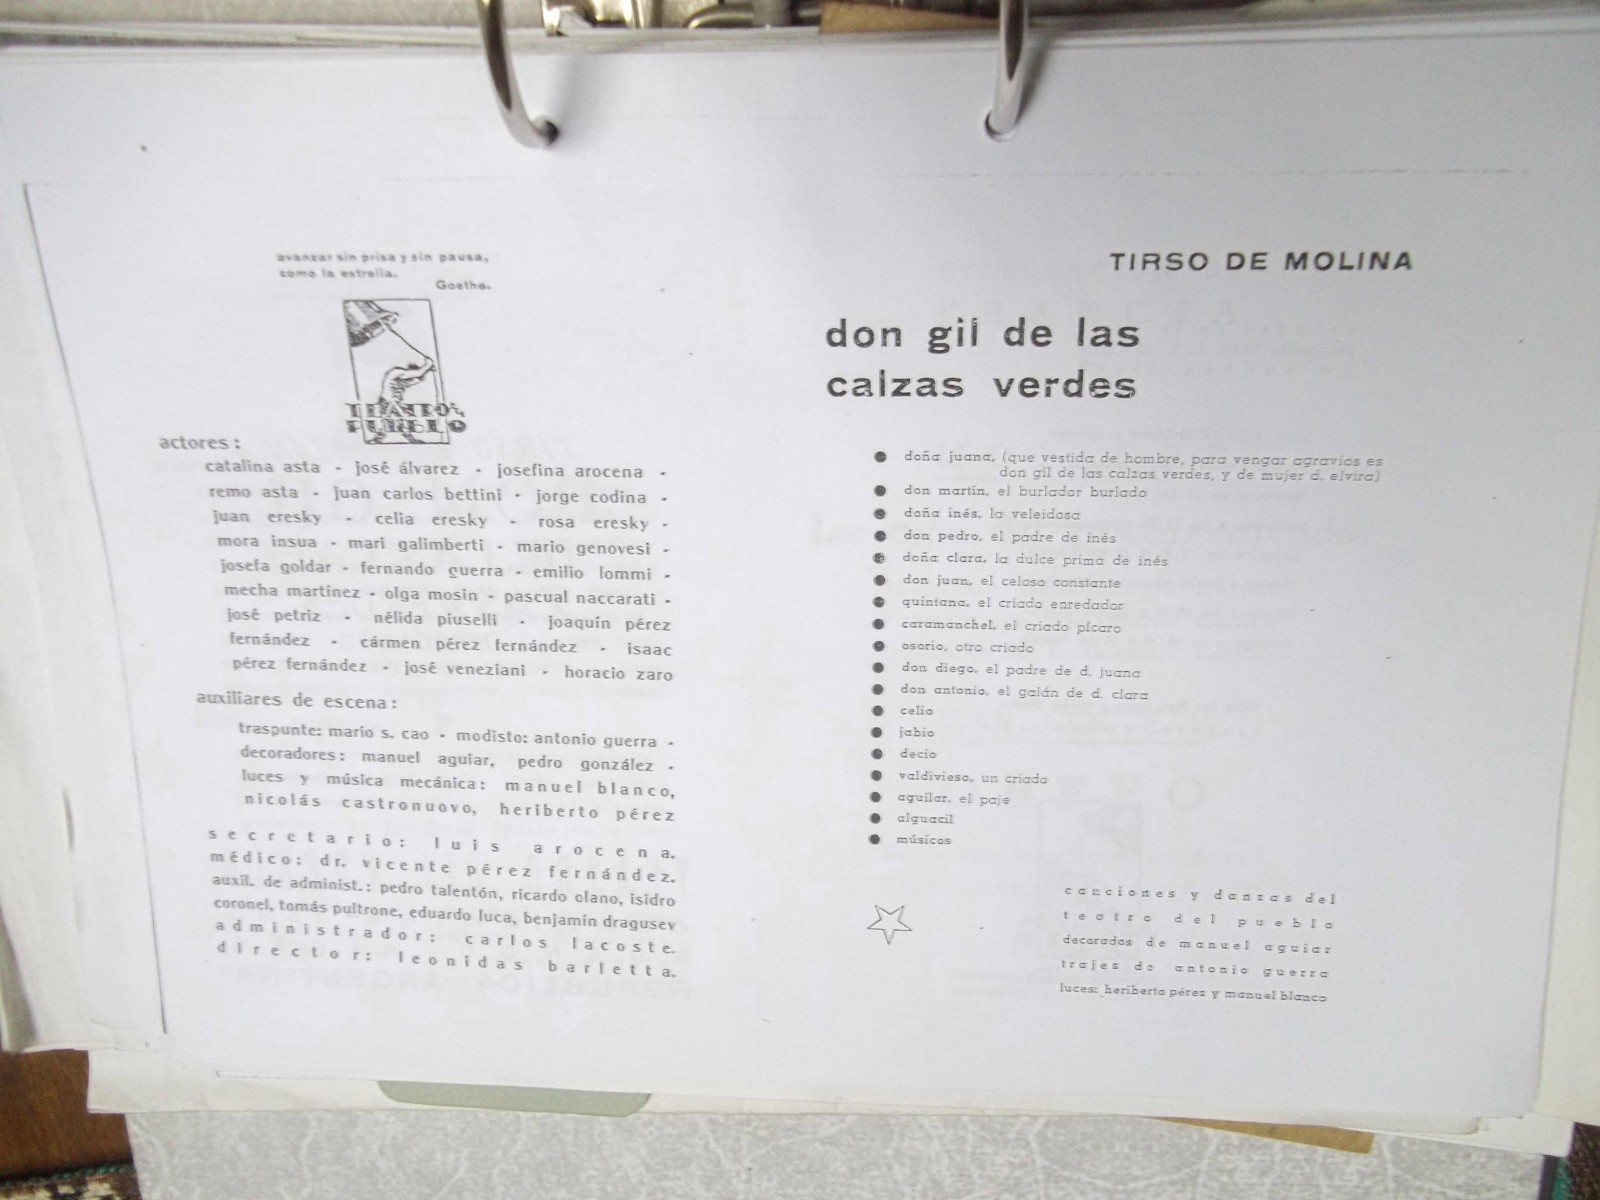 avanzar sin prisa y sin pausa,
como la estrella.
Goethe.
TEATRO DEL
PUEBLO
actores:
catalina asta - josé álvarez - josefina arocena -
remo asta - juan carlos bettini - jorge codina -
juan eresky - celia eresky - rosa eresky -
mora insua - mari galimberti - mario genovesi -
josefa goldar - fernando guerra - emilio lommi -
mecha martínez - olga mosin - pascual naccarati -
josé petriz - nélida piuselli - joaquín pérez
fernández - cármen pérez fernández - isaac
pérez fernández - josé veneziani - horacio zaro
auxiliares de escena:
traspunte: mario s. cao - modisto: antonio guerra -
decoradores: manuel aguiar, pedro gonzález -
luces y música mecánica: manuel blanco,
nicolás castronuovo, heriberto pérez
secretario: luis arocena.
médico: dr. vicente pérez fernández.
auxil. de administ.: pedro talentón, ricardo olano, isidro
coronel, tomás pultrone, eduardo luca, benjamín dragusev
administrador: carlos lacoste.
director: leonidas barletta.
TIRSO DE MOLINA
don gil de las
calzas verdes
● doña juana, (que vestida de hombre, para vengar agravios es
don gil de las calzas verdes, y de mujer d. elvira)
● don martín, el burlador burlado
● doña inés, la veleidosa
● don pedro, el padre de inés
● doña clara, la dulce prima de inés
● don juan, el celoso constante
● quintana, el criado enredador
● caramanchel, el criado pícaro
● osorio, otro criado
● don diego, el padre de d. juana
● don antonio, el galán de d. clara
● celio
● jabio
● decio
● valdivieso, un criado
● aguilar, el paje
● alguacil
● músicos
canciones y danzas del
teatro del pueblo
decorados de manuel aguiar
trajes de antonio guerra
luces: heriberto pérez y manuel blanco